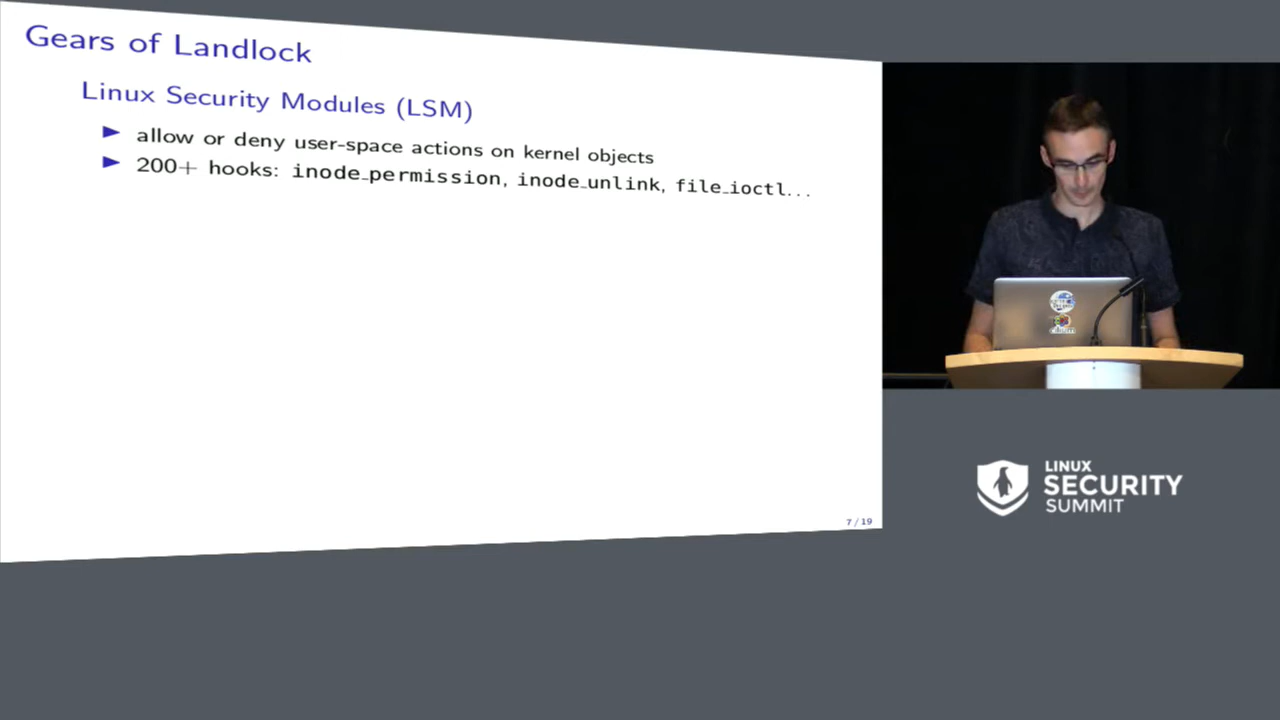 Gears of Landlock
Linux Security Modules (LSM)
▶ allow or deny user-space actions on kernel objects
▶ 200+ hooks: inode_permission, inode_unlink, file_ioctl...
7 / 19
LINUX
SECURITY
SUMMIT